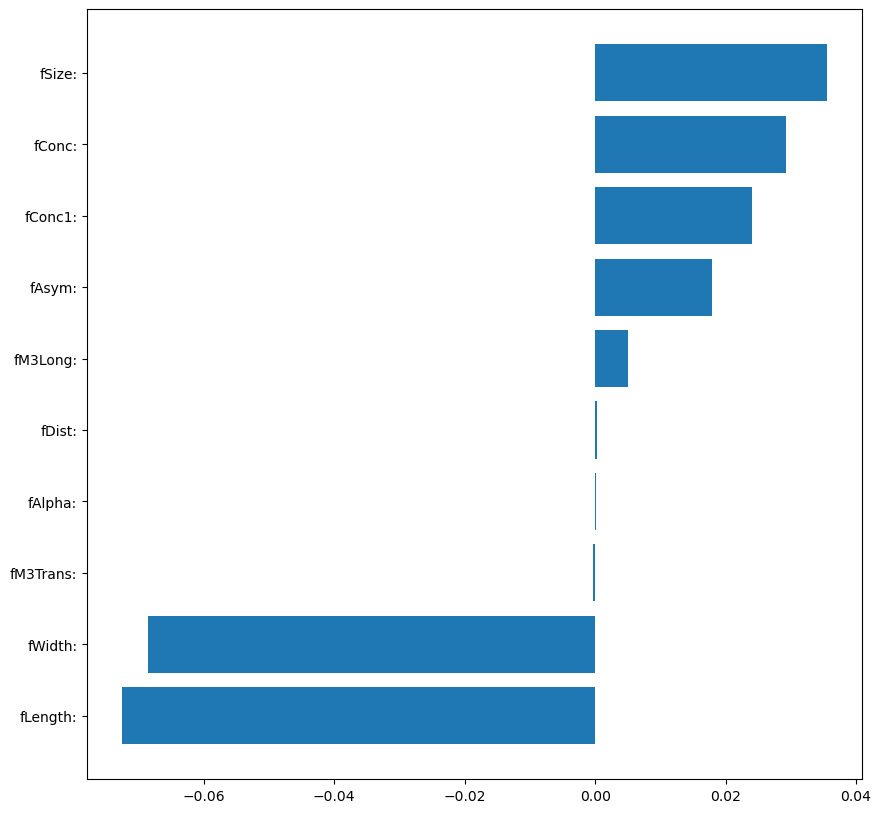 fSize:
fConc:
fConc1:
fAsym:
fM3Long:
fDist:
fAlpha:
fM3Trans:
fWidth:
fLength:
−0.06 −0.04 −0.02 0.00 0.02 0.04